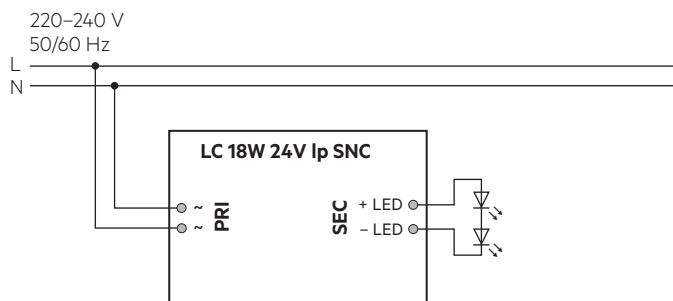 220–240 V
50/60 Hz
L
N
LC 18W 24V lp SNC
~
PRI
~
SEC
+ LED
– LED